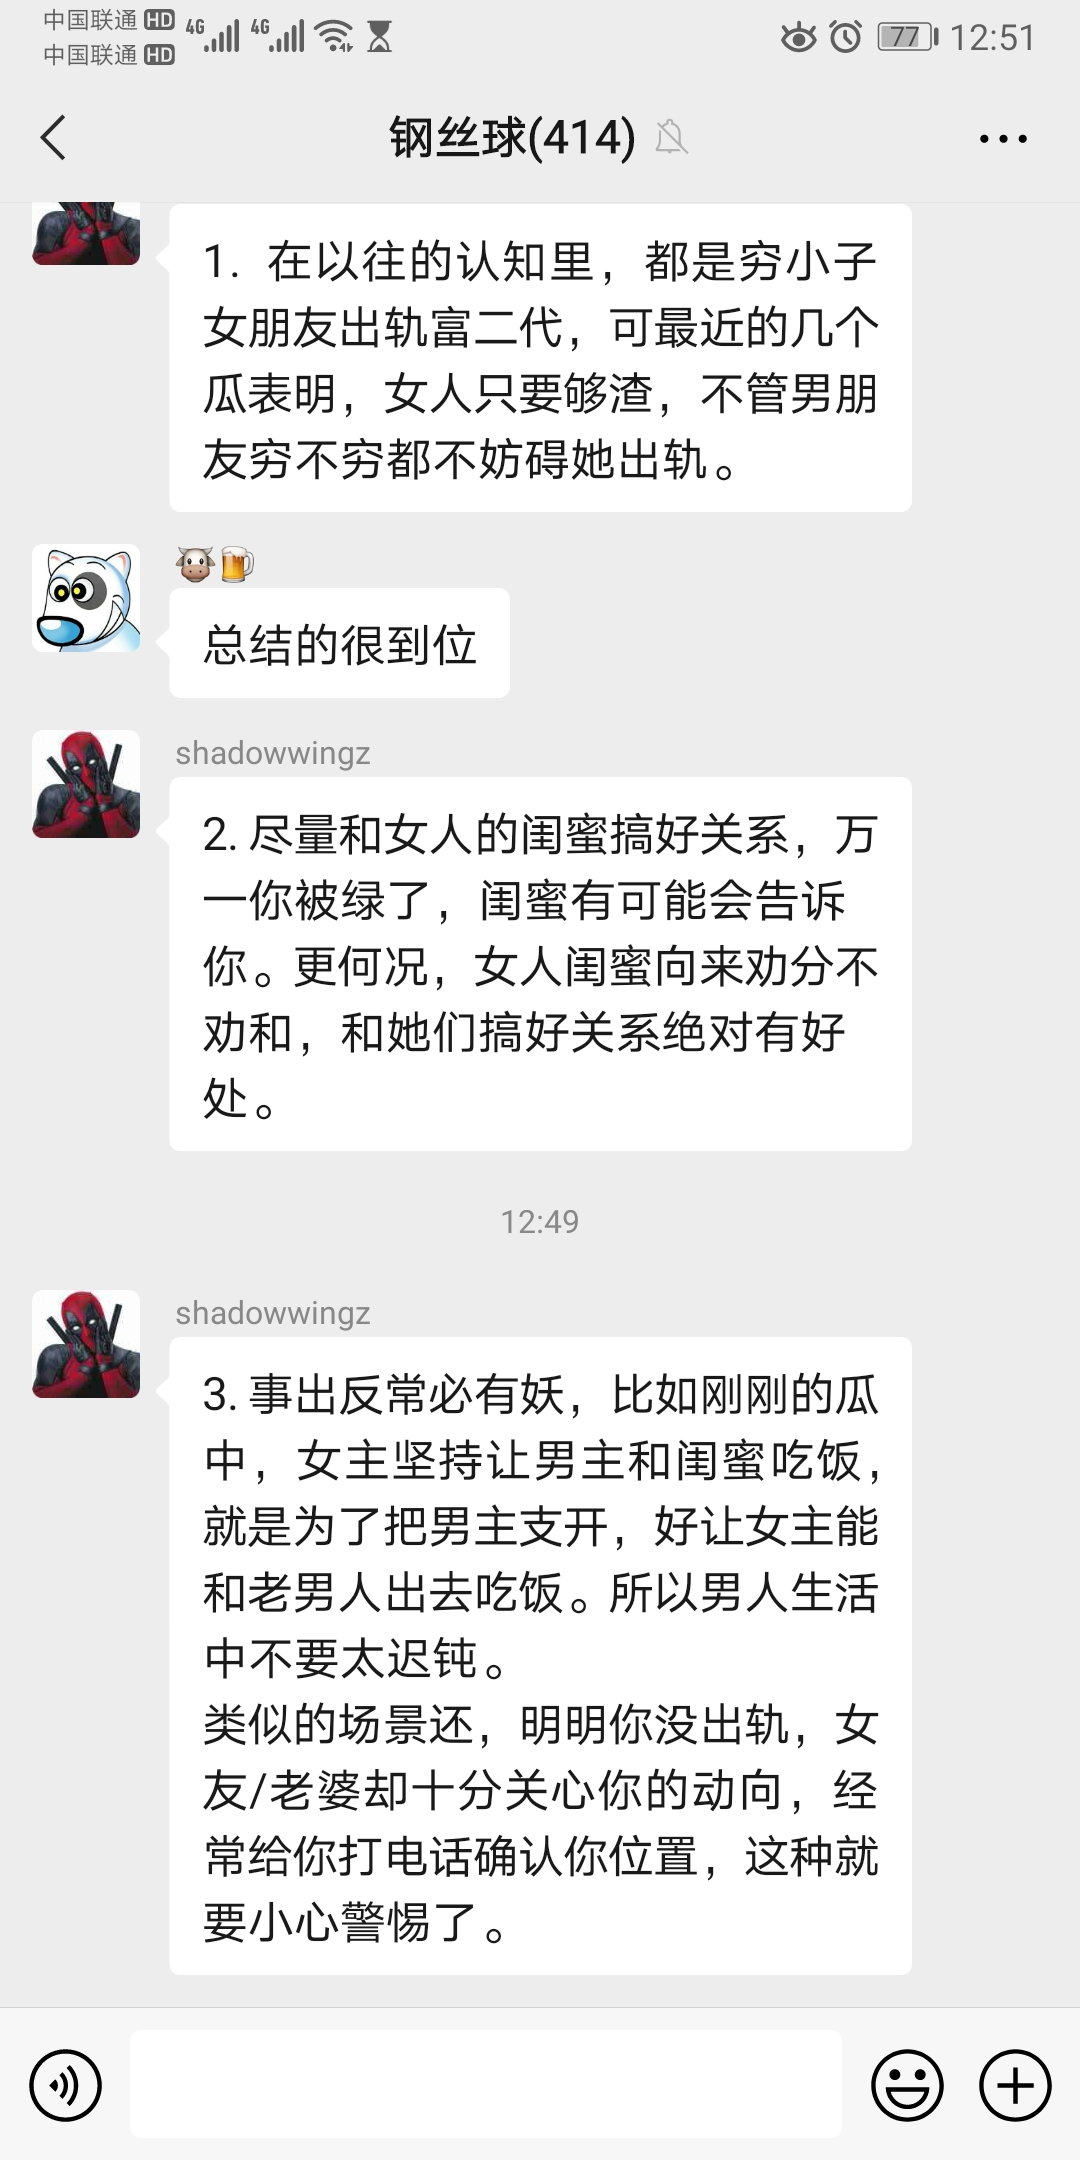 中国联通 HD 4G 4G 77 12:51
中国联通 HD
钢丝球(414)
1. 在以往的认知里，都是穷小子
女朋友出轨富二代，可最近的几个
瓜表明，女人只要够渣，不管男朋
友穷不穷都不妨碍她出轨。
🐮🍺
总结的很到位
shadowwingz
2. 尽量和女人的闺蜜搞好关系，万
一你被绿了，闺蜜有可能会告诉
你。更何况，女人闺蜜向来劝分不
劝和，和她们搞好关系绝对有好
处。
12:49
shadowwingz
3. 事出反常必有妖，比如刚刚的瓜
中，女主坚持让男主和闺蜜吃饭，
就是为了把男主支开，好让女主能
和老男人出去吃饭。所以男人生活
中不要太迟钝。
类似的场景还，明明你没出轨，女
友/老婆却十分关心你的动向，经
常给你打电话确认你位置，这种就
要小心警惕了。